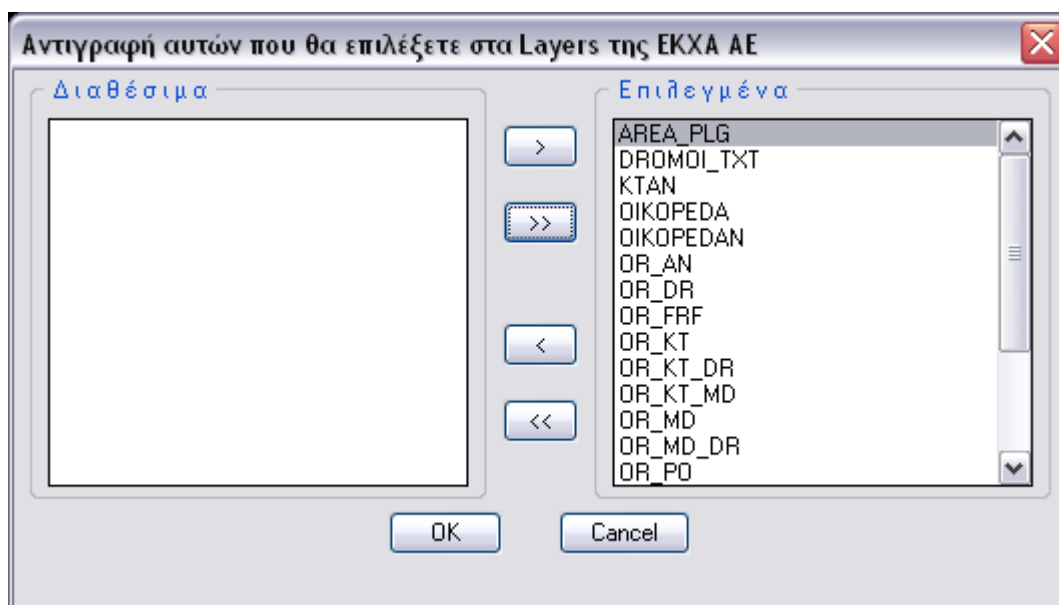 Αντιγραφή αυτών που θα επιλέξετε στα Layers της ΕΚΧΑ ΑΕ
Διαθέσιμα
Επιλεγμένα
>
>>
<
<<
AREA_PLG
DROMOI_TXT
KTAN
OIKOPEDA
OIKOPEDAN
OR_AN
OR_DR
OR_FRF
OR_KT
OR_KT_DR
OR_KT_MD
OR_MD
OR_MD_DR
OR_PO
OK
Cancel